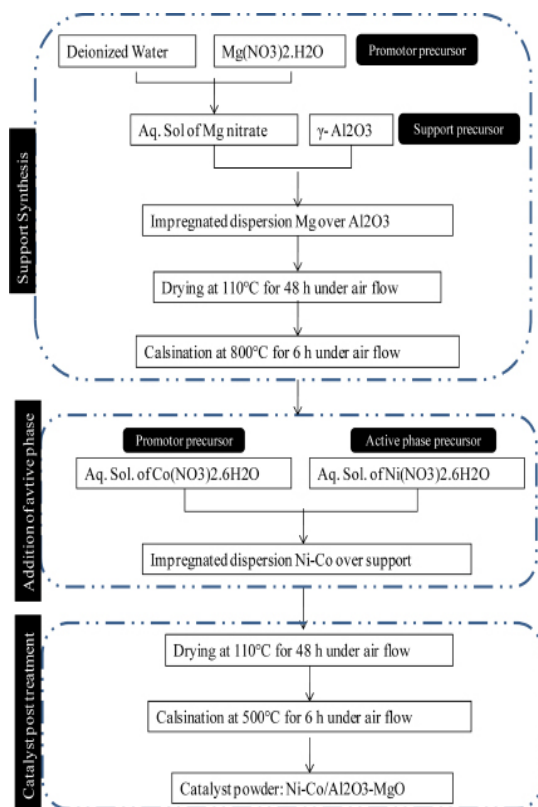 Deionized Water
Mg(NO3)2.H2O
Promotor precursor
Aq. Sol of Mg nitrate
γ- Al2O3
Support precursor
Impregnated dispersion Mg over Al2O3
Drying at 110°C for 48 h under air flow
Calsination at 800°C for 6 h under air flow
Support Synthesis
Promotor precursor
Active phase precursor
Aq. Sol. of Co(NO3)2.6H2O
Aq. Sol. of Ni(NO3)2.6H2O
Impregnated dispersion Ni-Co over support
Addition of avtive phase
Drying at 110°C for 48 h under air flow
Calsination at 500°C for 6 h under air flow
Catalyst powder: Ni-Co/Al2O3-MgO
Catalyst post treatment